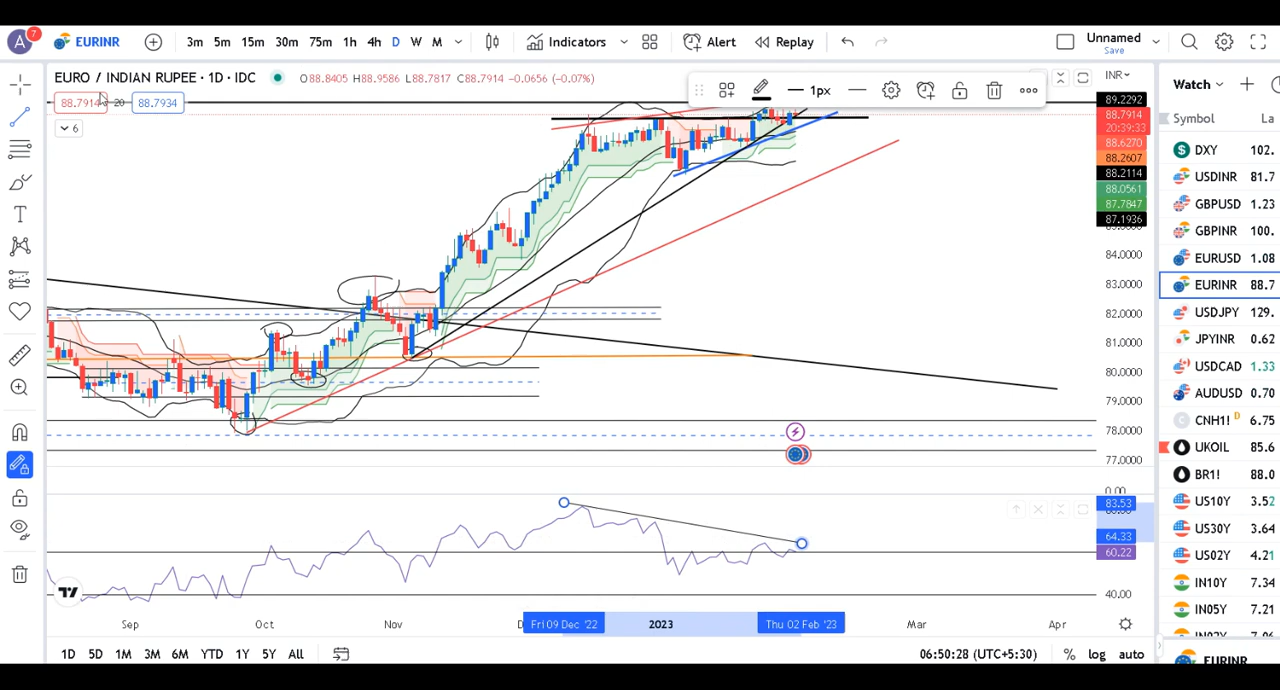 A 7 EURINR 3m 5m 15m 30m 75m 1h 4h D W M Indicators Alert Replay Unnamed Save
EURO / INDIAN RUPEE · 1D · IDC O88.8405 H88.9586 L88.7817 C88.7914 −0.0656 (−0.07%)
88.7914 20 88.7934
6
1px
INR
89.2292
88.7914
20:39:33
88.6270
88.2607
88.2114
88.0561
87.7847
87.1936
84.0000
83.0000
82.0000
81.0000
80.0000
79.0000
78.0000
77.0000
0.00
83.53
64.33
60.22
40.00
Sep Oct Nov Fri 09 Dec '22 2023 Thu 02 Feb '23 Mar Apr
1D 5D 1M 3M 6M YTD 1Y 5Y All 06:50:28 (UTC+5:30) % log auto
Watch
Symbol La
DXY 102.
USDINR 81.7
GBPUSD 1.23
GBPINR 100.
EURUSD 1.08
EURINR 88.7
USDJPY 129.
JPYINR 0.62
USDCAD 1.33
AUDUSD 0.70
CNH1! D 6.75
UKOIL 85.6
BR1! 88.0
US10Y 3.52
US30Y 3.64
US02Y 4.21
IN10Y 7.34
IN05Y 7.21
EURINR